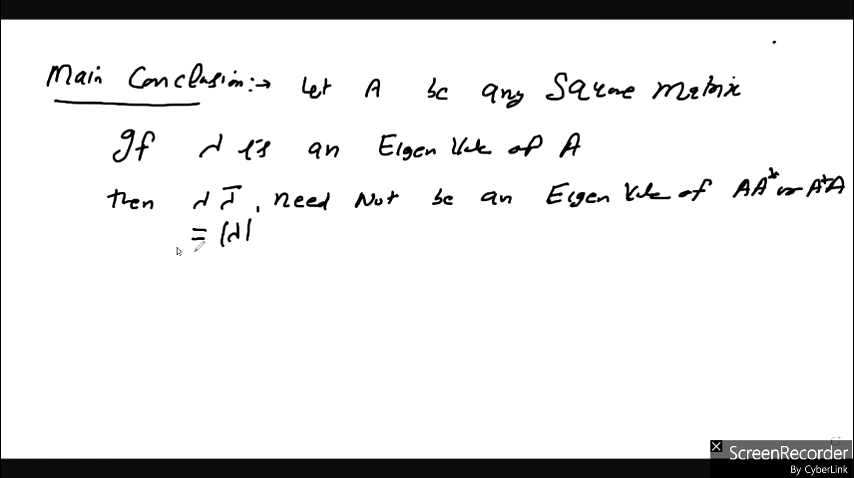 Main Conclusion:→ Let A be any Square matrix
If λ is an Eigen Value of A
then λ λ̄, need Not be an Eigen Value of AA* or A*A
= |λ|
ScreenRecorder
By CyberLink